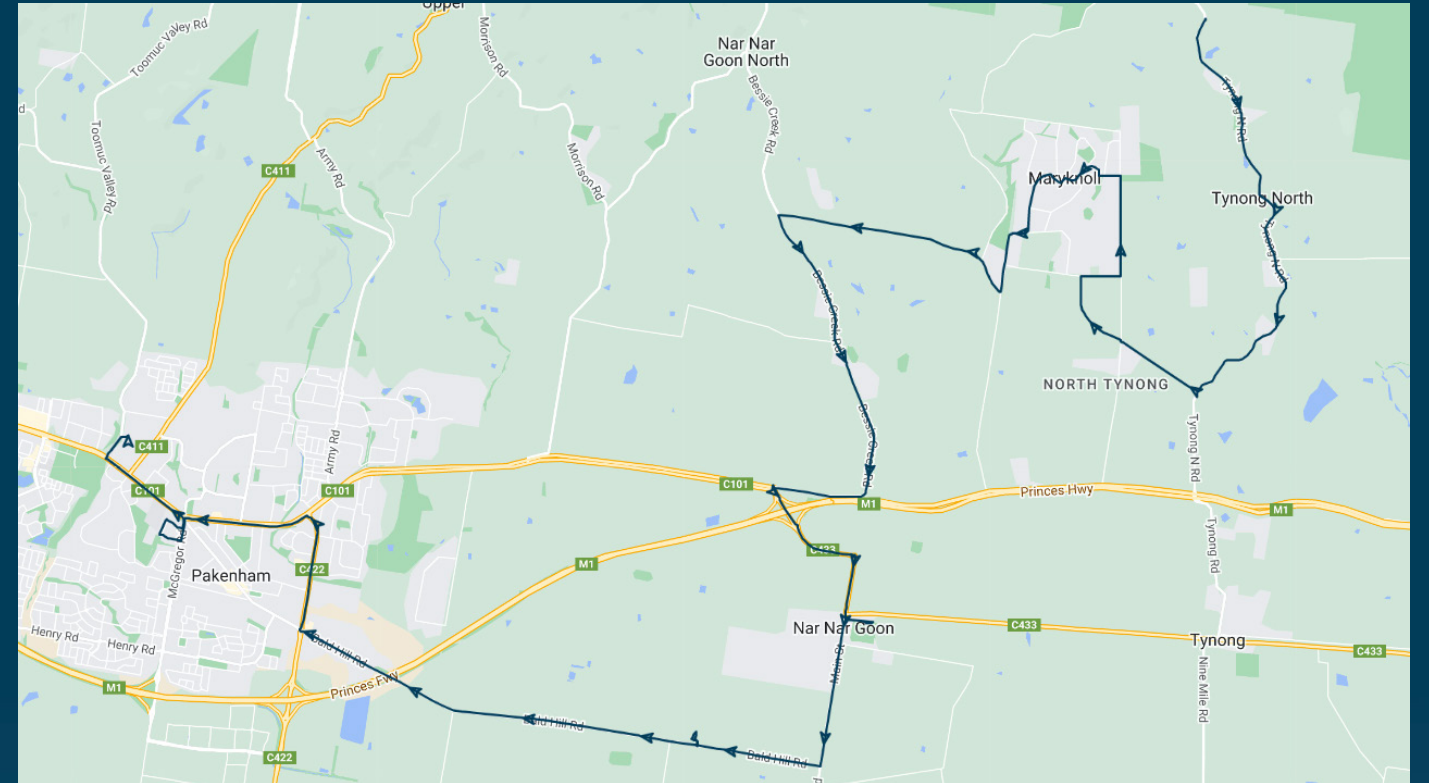 Upper
Toomuc Valley Rd
Morrison Rd
Nar Nar
Goon North
Bessie Creek Rd
Tynong N Rd
Toomuc Valley Rd
C411
Army Rd
Morrison Rd
Maryknoll
Tynong North
Tynong N Rd
Bessie Creek Rd
NORTH TYNONG
Tynong N Rd
Army Rd
C411
C101
C101
C101
M1
Princes Hwy
M1
Tynong Rd
C433
M1
C422
McGregor Rd
Pakenham
Nar Nar Goon
C433
Tynong
C433
Henry Rd
Henry Rd
Bald Hill Rd
Main St
Nine Mile Rd
M1
Princes Fwy
Bald Hill Rd
Bald Hill Rd
C422